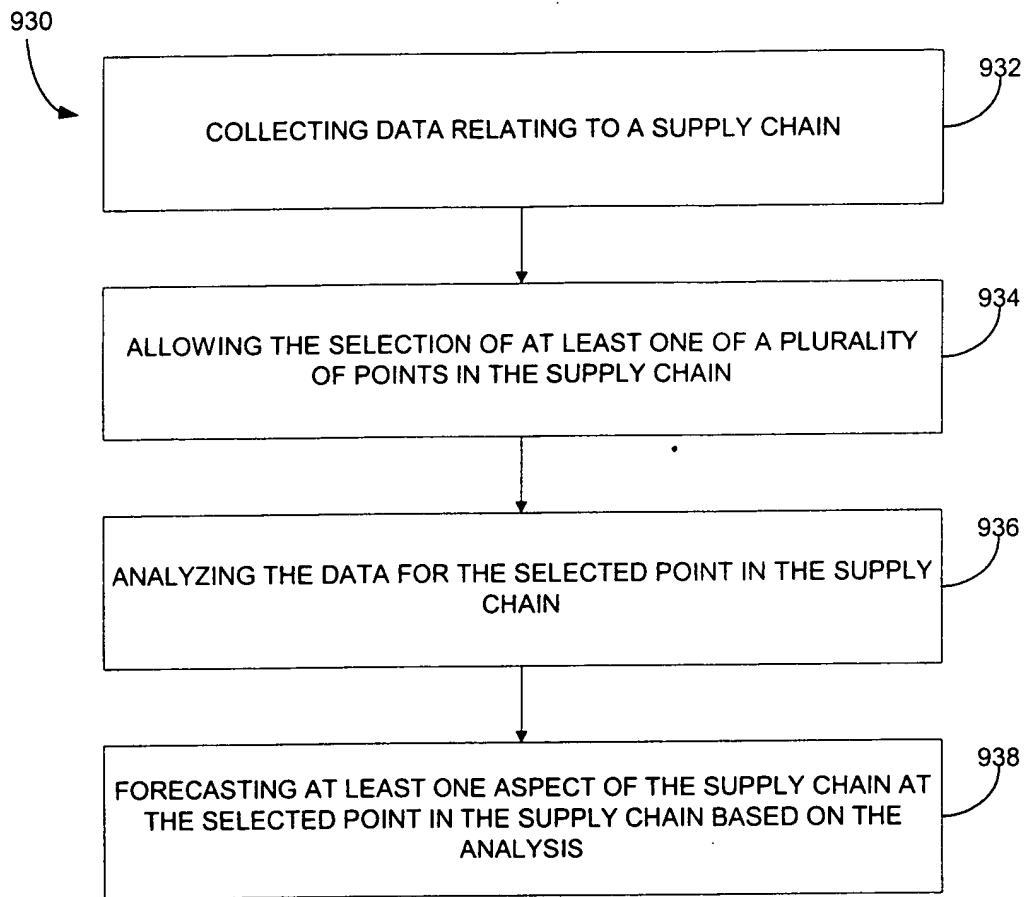 930
932
COLLECTING DATA RELATING TO A SUPPLY CHAIN
934
ALLOWING THE SELECTION OF AT LEAST ONE OF A PLURALITY
OF POINTS IN THE SUPPLY CHAIN
936
ANALYZING THE DATA FOR THE SELECTED POINT IN THE SUPPLY
CHAIN
938
FORECASTING AT LEAST ONE ASPECT OF THE SUPPLY CHAIN AT
THE SELECTED POINT IN THE SUPPLY CHAIN BASED ON THE
ANALYSIS